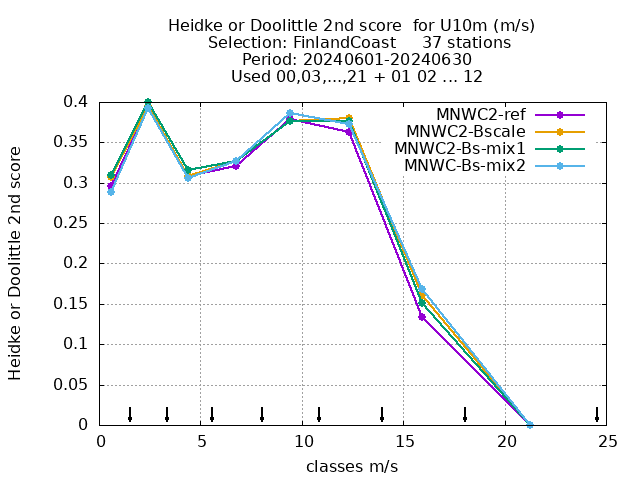 Heidke or Doolittle 2nd score  for U10m (m/s)
Selection: FinlandCoast     37 stations
Period: 20240601-20240630
Used 00,03,...,21 + 01 02 ... 12
MNWC2-ref
MNWC2-Bscale
MNWC2-Bs-mix1
MNWC-Bs-mix2
Heidke or Doolittle 2nd score
0.4
0.35
0.3
0.25
0.2
0.15
0.1
0.05
0
0 5 10 15 20 25
classes m/s